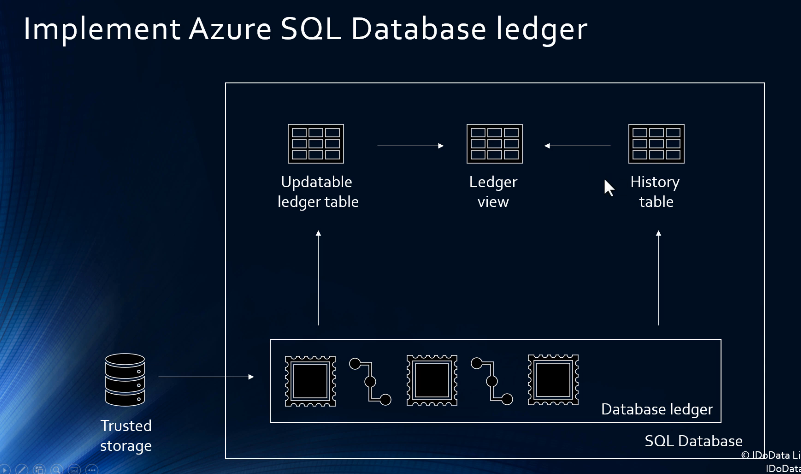 Implement Azure SQL Database ledger
Updatable
ledger table
Ledger
view
History
table
Trusted
storage
Database ledger
SQL Database
© IDoData Li
IDoData